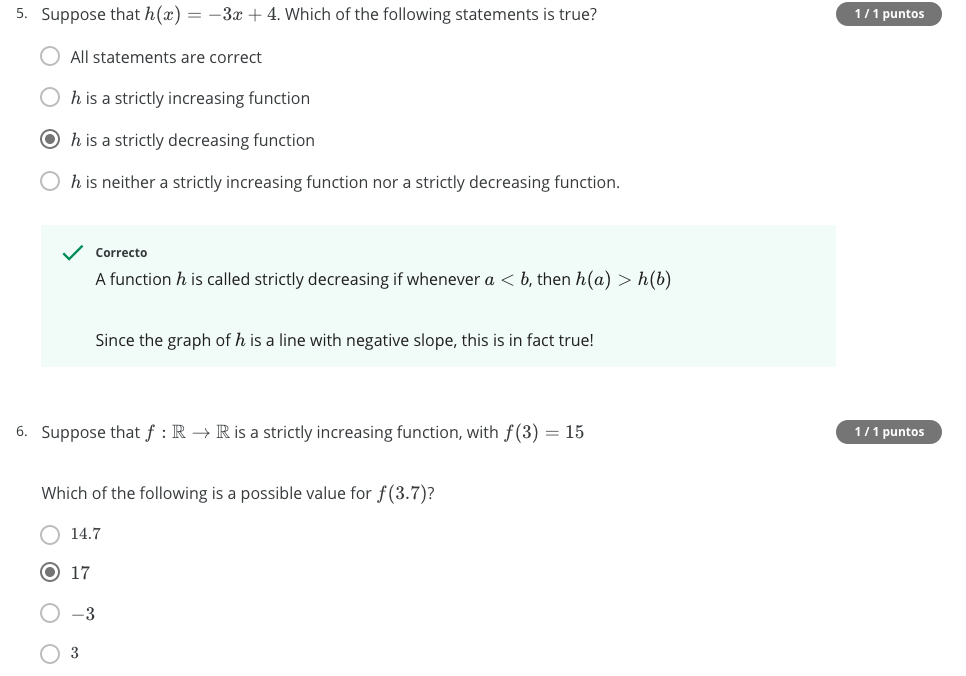 5. Suppose that h(x) = −3x + 4. Which of the following statements is true?
1 / 1 puntos
All statements are correct
h is a strictly increasing function
h is a strictly decreasing function
h is neither a strictly increasing function nor a strictly decreasing function.
Correcto
A function h is called strictly decreasing if whenever a < b, then h(a) > h(b)
Since the graph of h is a line with negative slope, this is in fact true!
6. Suppose that f : ℝ → ℝ is a strictly increasing function, with f(3) = 15
1 / 1 puntos
Which of the following is a possible value for f(3.7)?
14.7
17
−3
3